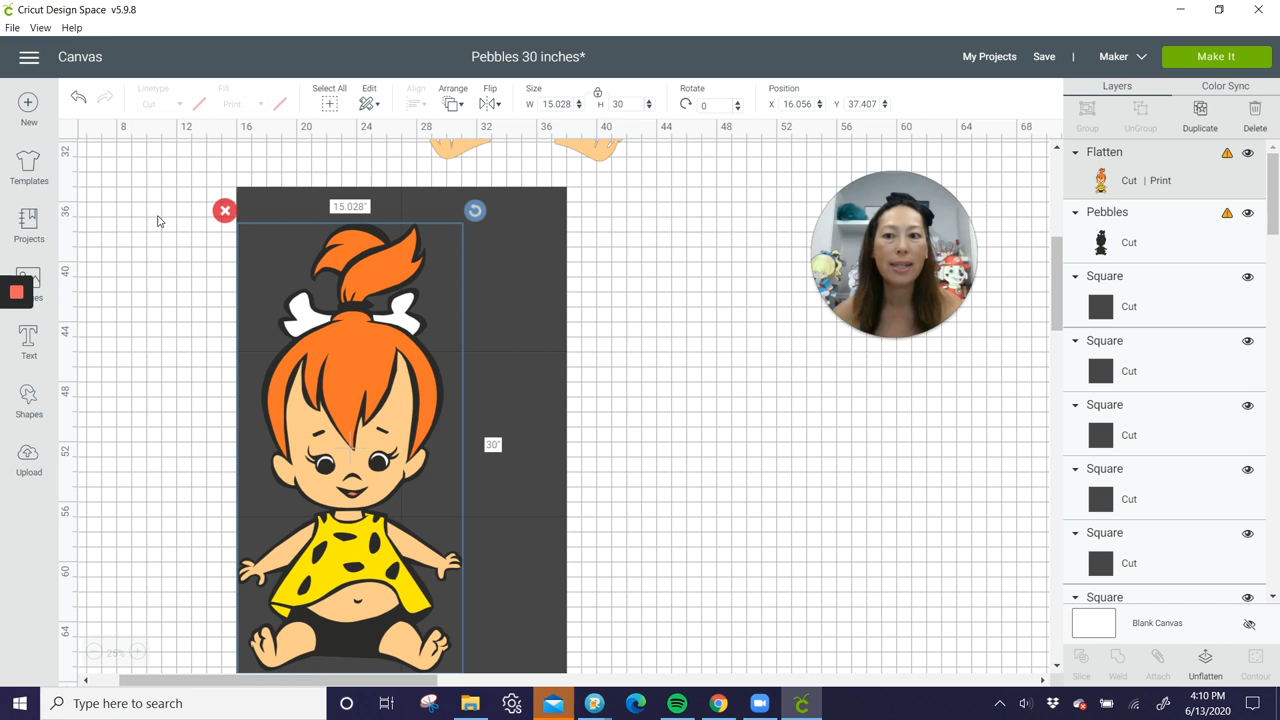 Cricut Design Space v5.9.8
File View Help
Canvas
Pebbles 30 inches*
My Projects Save | Maker Make It
Linetype Fill Select All Edit Align Arrange Flip Size Rotate Position
Cut Print W 15.028 H 30 0 X 16.056 Y 37.407
Layers Color Sync
Group UnGroup Duplicate Delete
8 12 16 20 24 28 32 36 40 44 48 52 56 60 64 68
32
36
40
44
48
52
56
60
64
New
Templates
Projects
Text
Shapes
Upload
15.028"
30"
25%
Flatten
Cut | Print
Pebbles
Cut
Square
Cut
Square
Cut
Square
Cut
Square
Cut
Square
Cut
Square
Blank Canvas
Slice Weld Attach Unflatten Contour
Type here to search
4:10 PM
6/13/2020